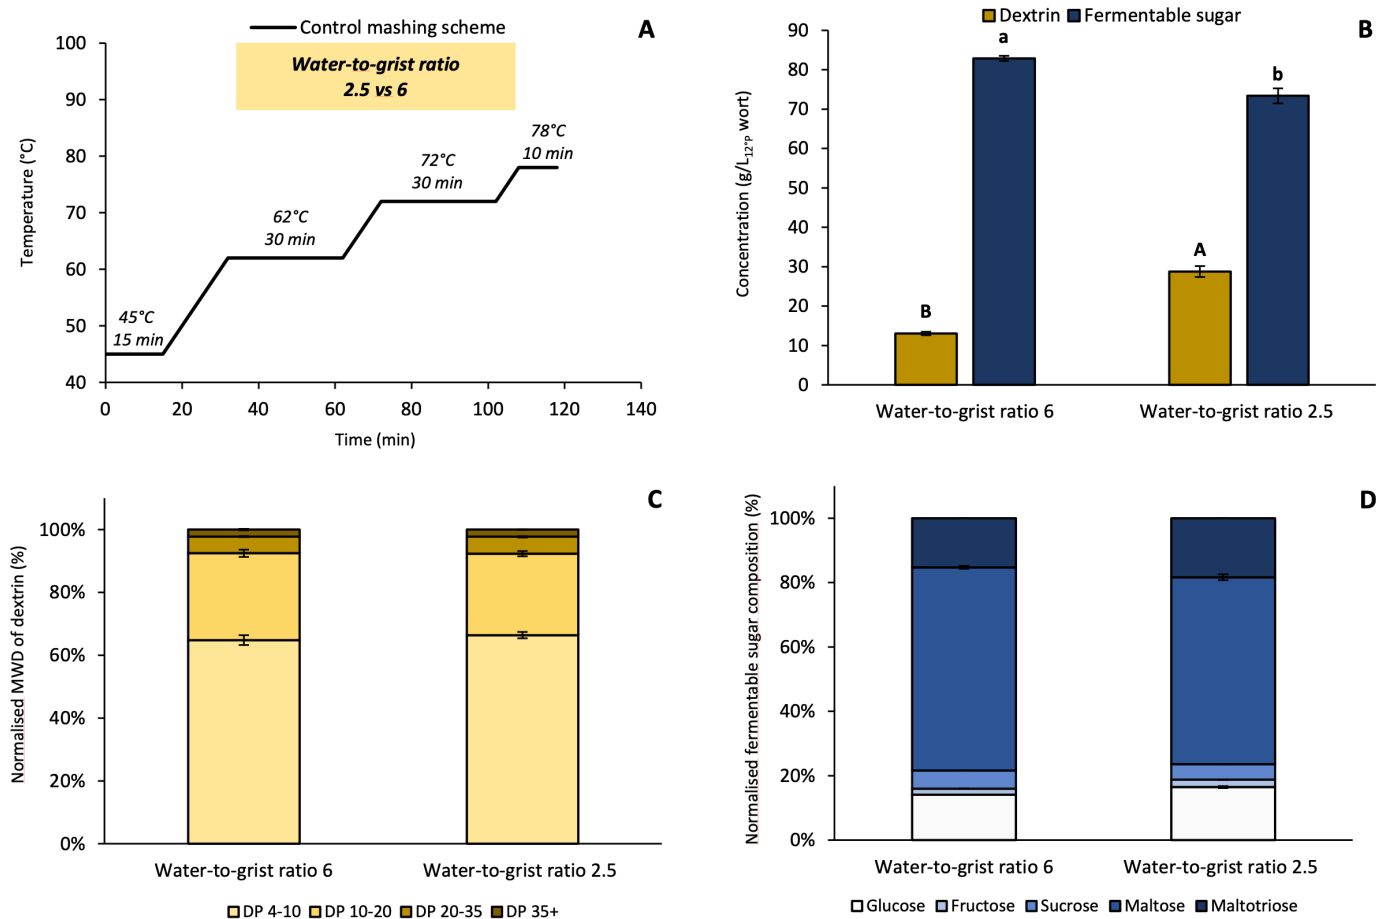 Control mashing scheme
A
Water-to-grist ratio
2.5 vs 6
100
90
80
70
60
50
40
Temperature (°C)
45°C
15 min
62°C
30 min
72°C
30 min
78°C
10 min
0 20 40 60 80 100 120 140
Time (min)
Dextrin Fermentable sugar
B
90
80
70
60
50
40
30
20
10
0
Concentration (g/L12°P wort)
B
a
A
b
Water-to-grist ratio 6 Water-to-grist ratio 2.5
C
100%
80%
60%
40%
20%
0%
Normalised MWD of dextrin (%)
Water-to-grist ratio 6 Water-to-grist ratio 2.5
DP 4-10 DP 10-20 DP 20-35 DP 35+
D
100%
80%
60%
40%
20%
0%
Normalised fermentable sugar composition (%)
Water-to-grist ratio 6 Water-to-grist ratio 2.5
Glucose Fructose Sucrose Maltose Maltotriose